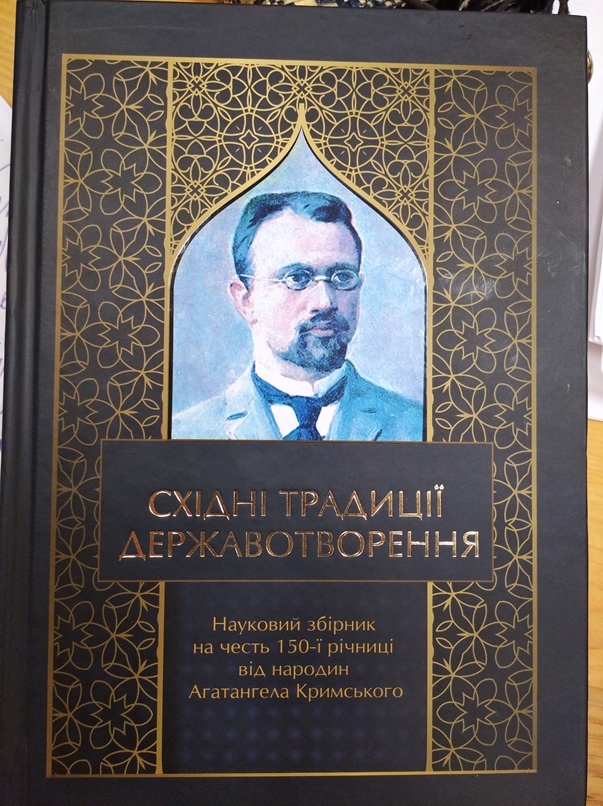 СХІДНІ ТРАДИЦІЇ
ДЕРЖАВОТВОРЕННЯ
Науковий збірник
на честь 150-ї річниці
від народин
Агатангела Кримського